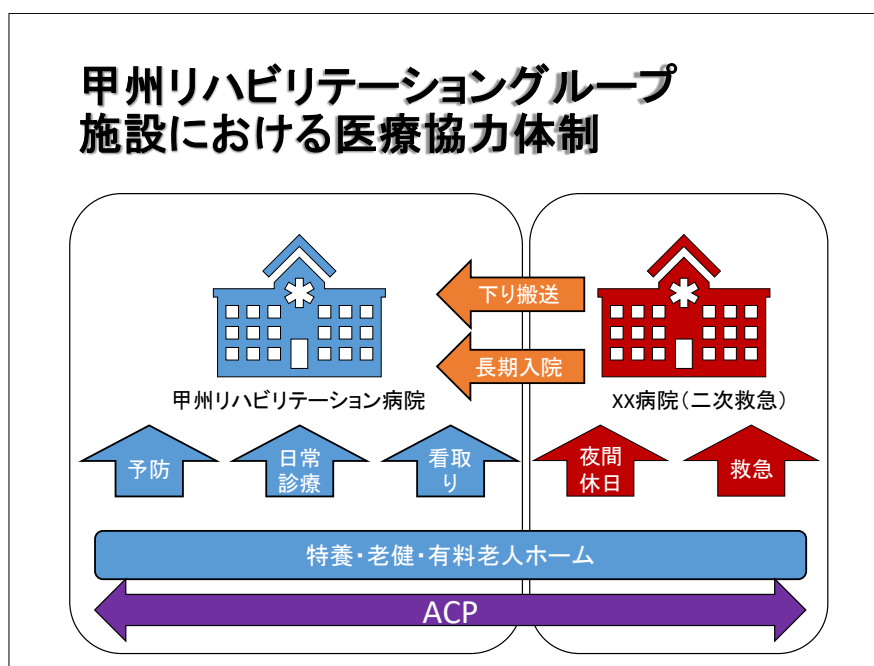 甲州リハビリテーショングループ
施設における医療協力体制
下り搬送
長期入院
甲州リハビリテーション病院
xx病院(二次救急)
予防
日常
診療
看取
り
夜間
休日
救急
特養・老健・有料老人ホーム
ACP